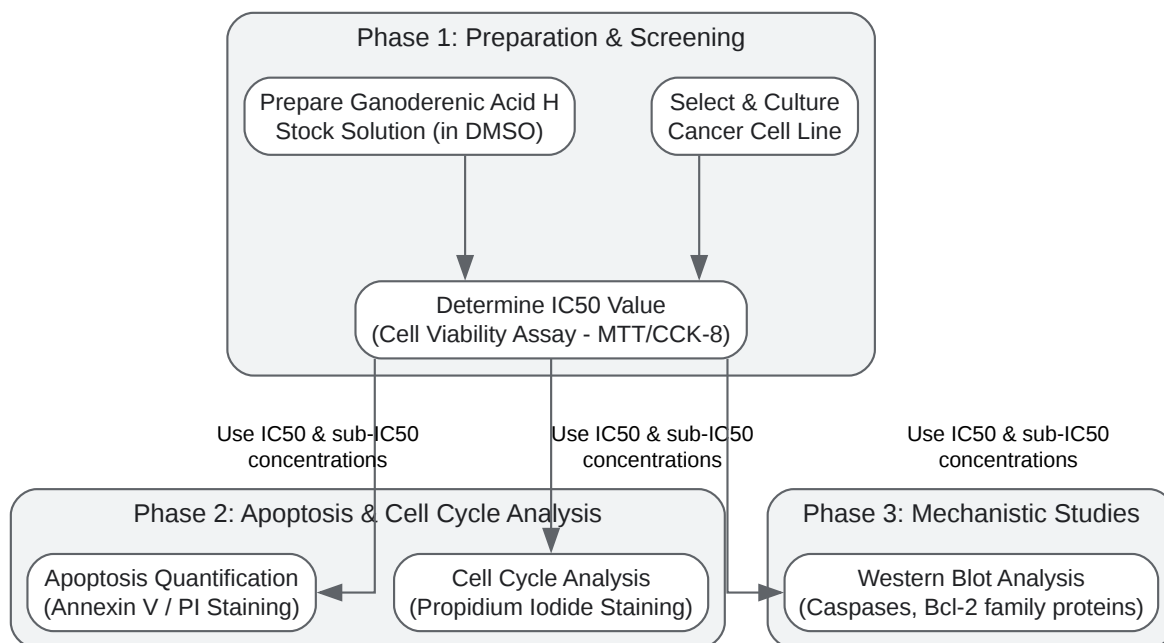 Phase 1: Preparation & Screening
Prepare Ganoderenic Acid H
Stock Solution (in DMSO)
Select & Culture
Cancer Cell Line
Determine IC50 Value
(Cell Viability Assay - MTT/CCK-8)
Use IC50 & sub-IC50
concentrations
Use IC50 & sub-IC50
concentrations
Use IC50 & sub-IC50
concentrations
Phase 2: Apoptosis & Cell Cycle Analysis
Apoptosis Quantification
(Annexin V / PI Staining)
Cell Cycle Analysis
(Propidium Iodide Staining)
Phase 3: Mechanistic Studies
Western Blot Analysis
(Caspases, Bcl-2 family proteins)